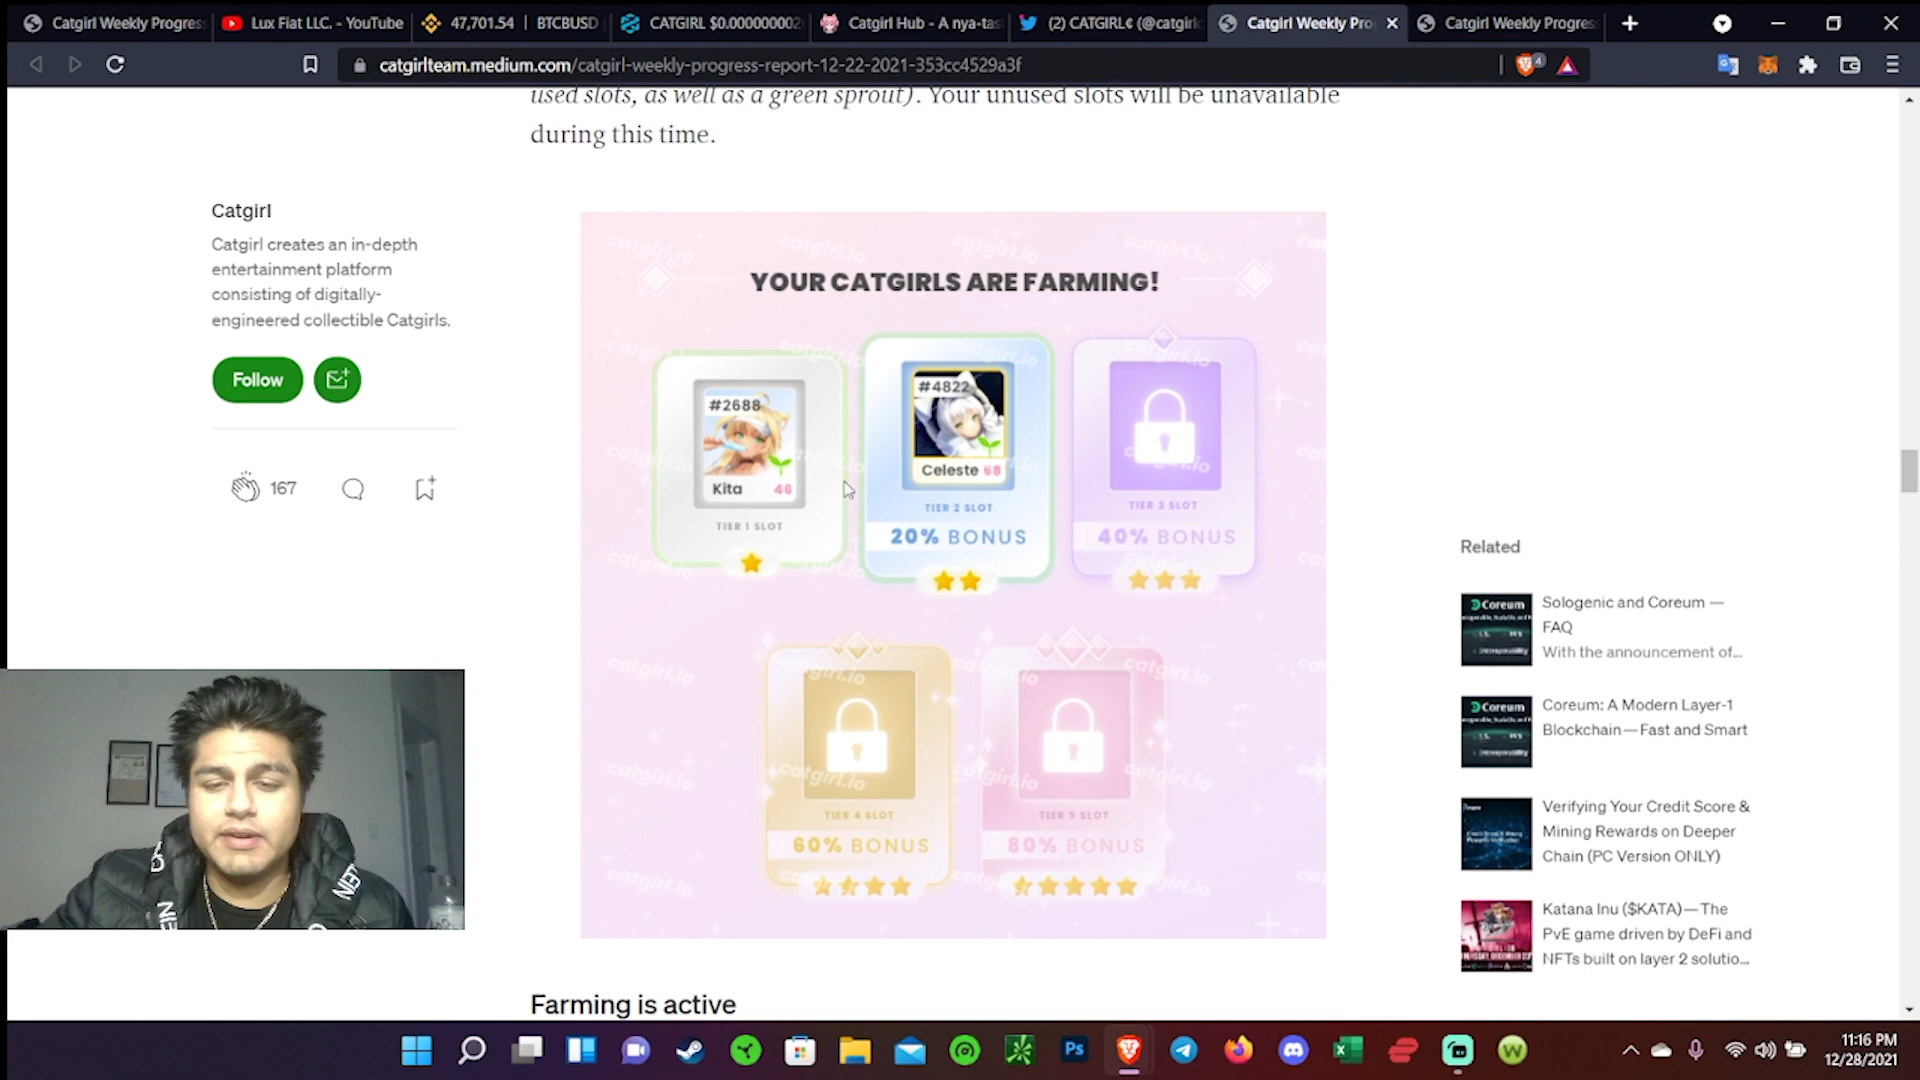 Catgirl Weekly Progres
Lux Fiat LLC. - YouTube
47,701.54 | BTCBUSD
CATGIRL $0.0000000002
Catgirl Hub - A nya-tas
(2) CATGIRL¢ (@catgirlc
Catgirl Weekly Pro
Catgirl Weekly Progres
catgirlteam.medium.com/catgirl-weekly-progress-report-12-22-2021-353cc4529a3f
4
used slots, as well as a green sprout). Your unused slots will be unavailable
during this time.
Catgirl
Catgirl creates an in-depth
entertainment platform
consisting of digitally-
engineered collectible Catgirls.
Follow
167
YOUR CATGIRLS ARE FARMING!
#2688
Kita 46
TIER 1 SLOT
#4822
Celeste 68
TIER 2 SLOT
20% BONUS
TIER 3 SLOT
40% BONUS
TIER 4 SLOT
60% BONUS
TIER 5 SLOT
80% BONUS
catgirl.io
Farming is active
Related
Coreum
Sologenic and Coreum —
FAQ
With the announcement of...
Coreum
Coreum: A Modern Layer-1
Blockchain — Fast and Smart
Verifying Your Credit Score &
Mining Rewards on Deeper
Chain (PC Version ONLY)
Katana Inu ($KATA) — The
PvE game driven by DeFi and
NFTs built on layer 2 solutio...
Ps
11:16 PM
12/28/2021